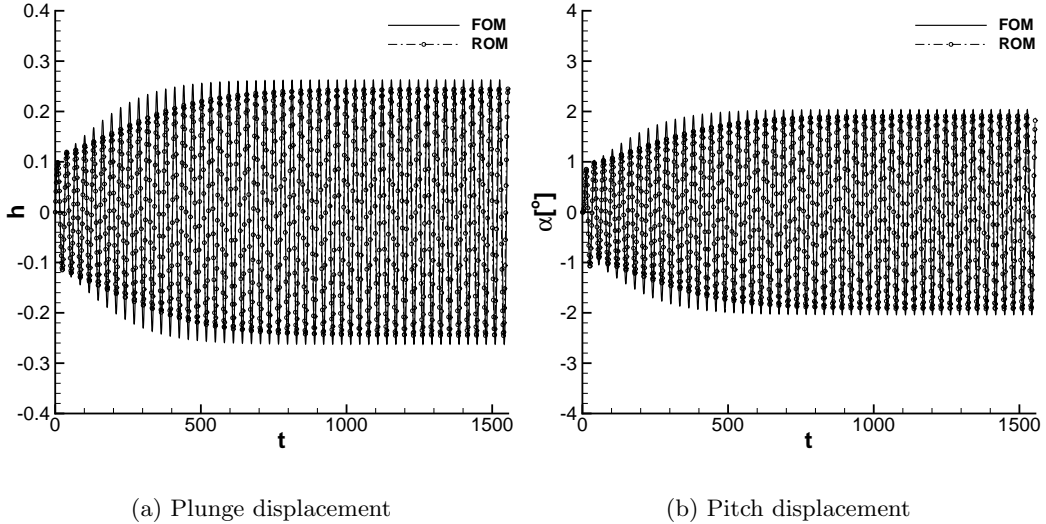 0.4
0.3
0.2
0.1
0
-0.1
-0.2
-0.3
-0.4
h
0
500
1000
1500
t
FOM
ROM
(a) Plunge displacement
4
3
2
1
0
-1
-2
-3
-4
α[º]
0
500
1000
1500
t
FOM
ROM
(b) Pitch displacement